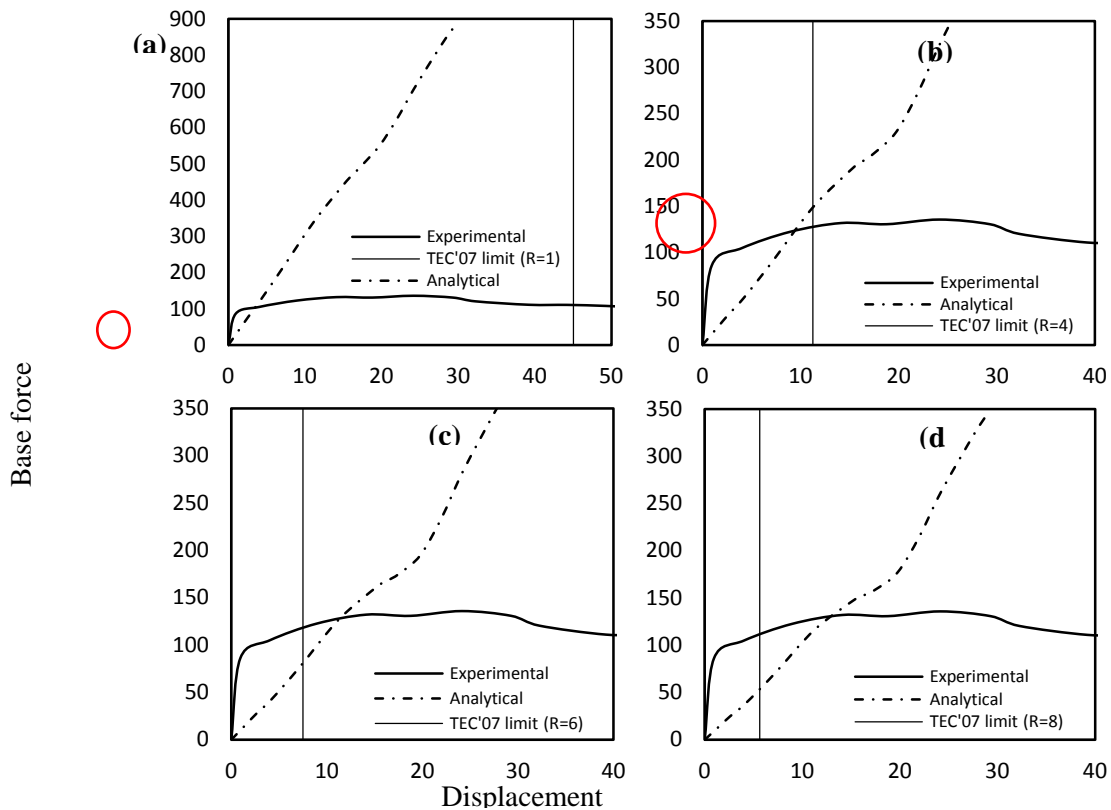 (a)
900
800
700
600
500
400
300
200
100
0
Experimental
TEC'07 limit (R=1)
Analytical
0 10 20 30 40 50
(b)
350
300
250
200
150
100
50
0
Experimental
Analytical
TEC'07 limit (R=4)
0 10 20 30 40
Base force
(c)
350
300
250
200
150
100
50
0
Experimental
Analytical
TEC'07 limit (R=6)
0 10 20 30 40
(d
350
300
250
200
150
100
50
0
Experimental
Analytical
TEC'07 limit (R=8)
0 10 20 30 40
Displacement